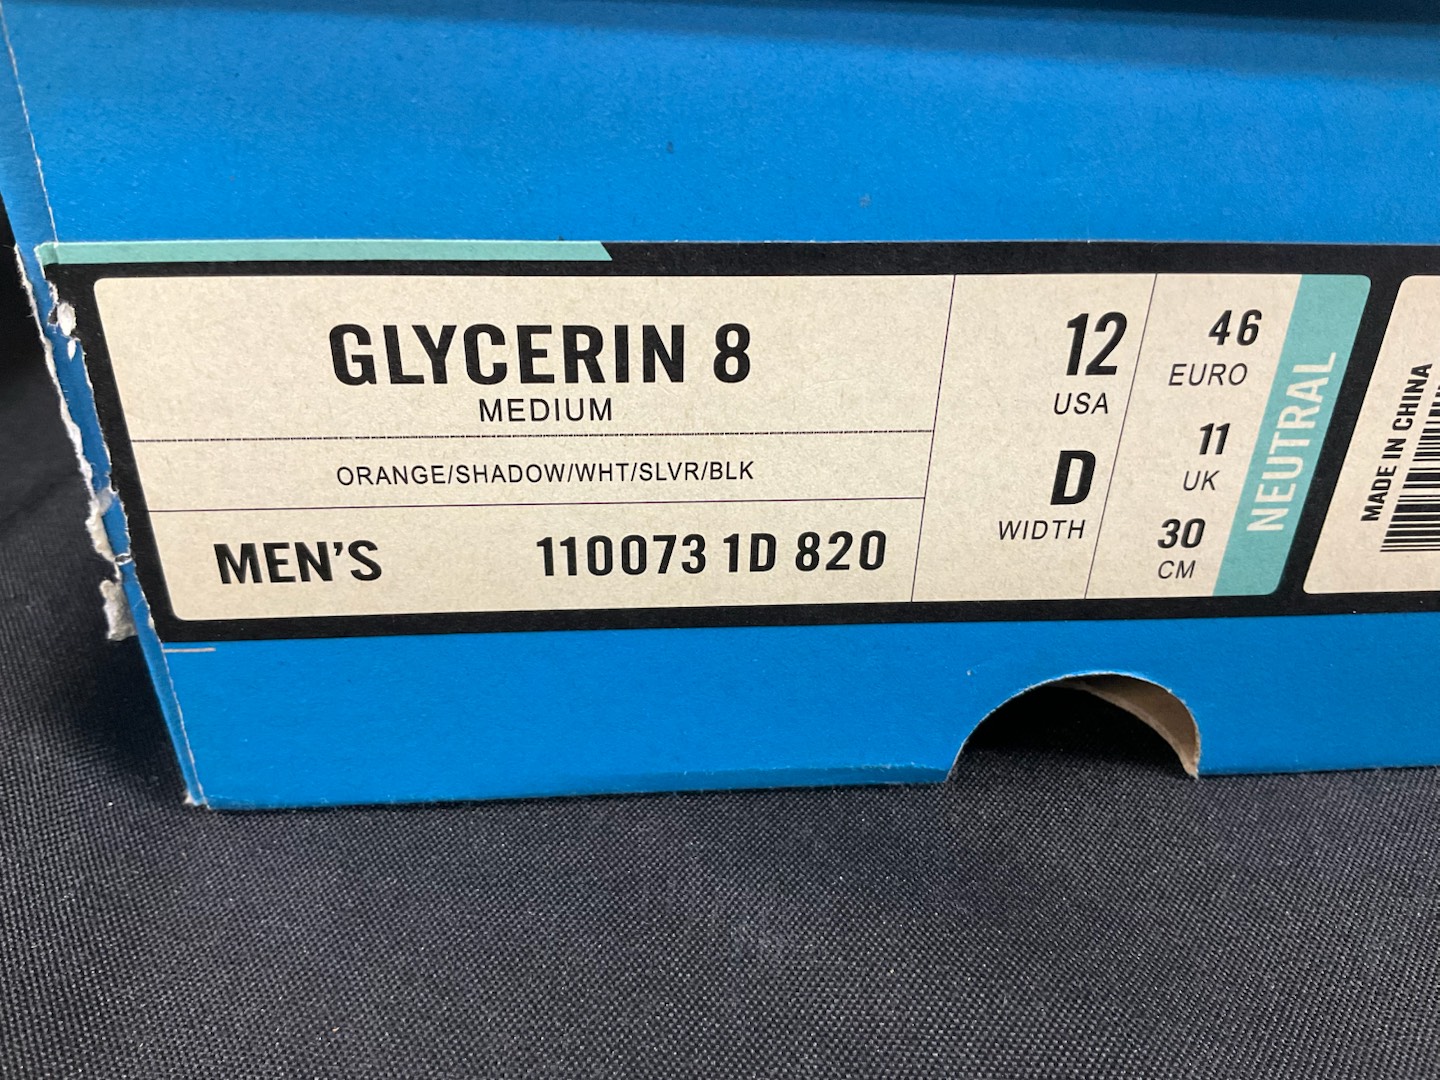 GLYCERIN 8
MEDIUM
ORANGE/SHADOW/WHT/SLVR/BLK
MEN'S 110073 1D 820
12
USA
D
WIDTH
46
EURO
11
UK
30
CM
NEUTRAL
MADE IN CHINA